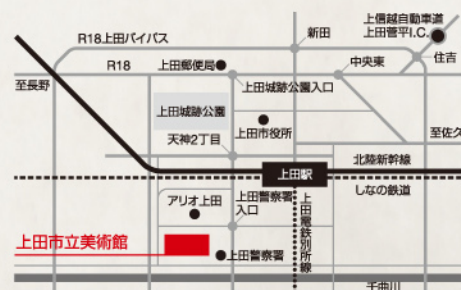 上信越自動車道
上田菅平I.C.
新田
R18上田バイパス
中央東
住吉
R18
上田郵便局
至長野
上田城跡公園入口
上田城跡公園
上田市役所
天神2丁目
至佐久
北陸新幹線
上田駅
しなの鉄道
アリオ上田
上田警察署
入口
上田電鉄別所線
上田市立美術館
上田警察署
千曲川